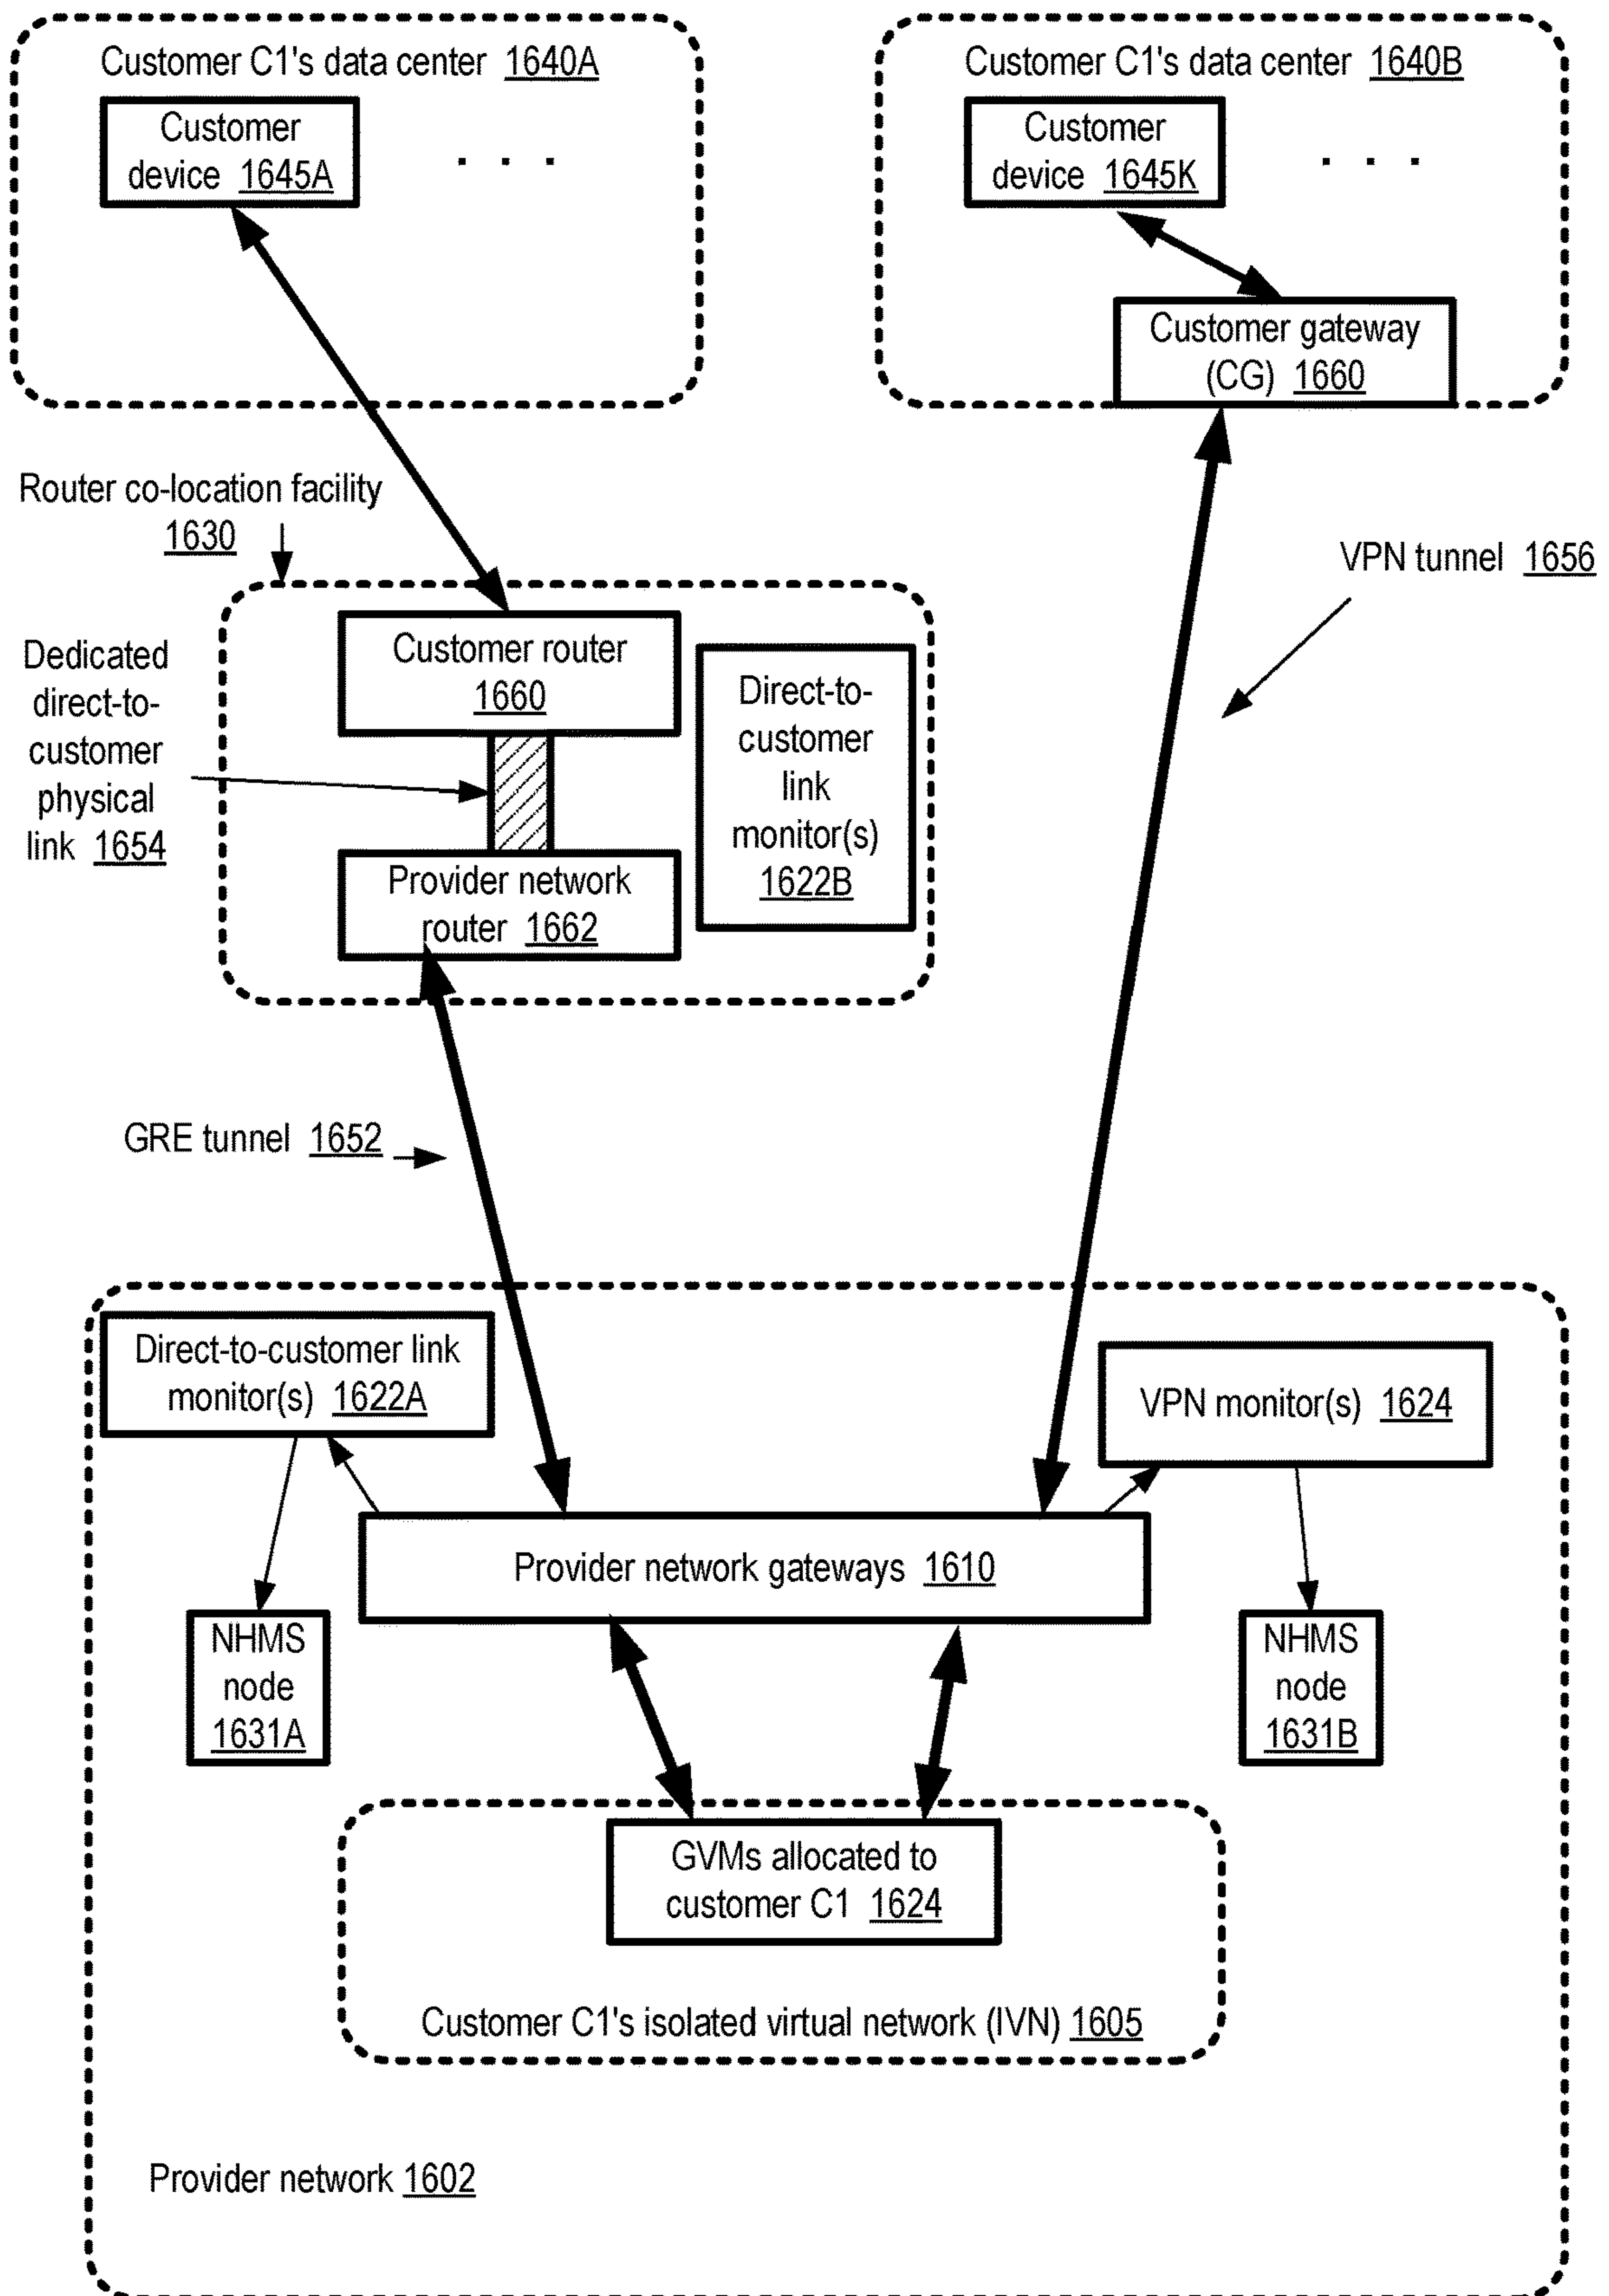 Customer C1's data center 1640A
Customer
device 1645A
. . .
Customer C1's data center 1640B
Customer
device 1645K
. . .
Customer gateway
(CG) 1660
Router co-location facility
1630
VPN tunnel 1656
Dedicated
direct-to-
customer
physical
link 1654
Customer router
1660
Direct-to-
customer
link
monitor(s)
1622B
Provider network
router 1662
GRE tunnel 1652
Direct-to-customer link
monitor(s) 1622A
VPN monitor(s) 1624
Provider network gateways 1610
NHMS
node
1631A
NHMS
node
1631B
GVMs allocated to
customer C1 1624
Customer C1's isolated virtual network (IVN) 1605
Provider network 1602